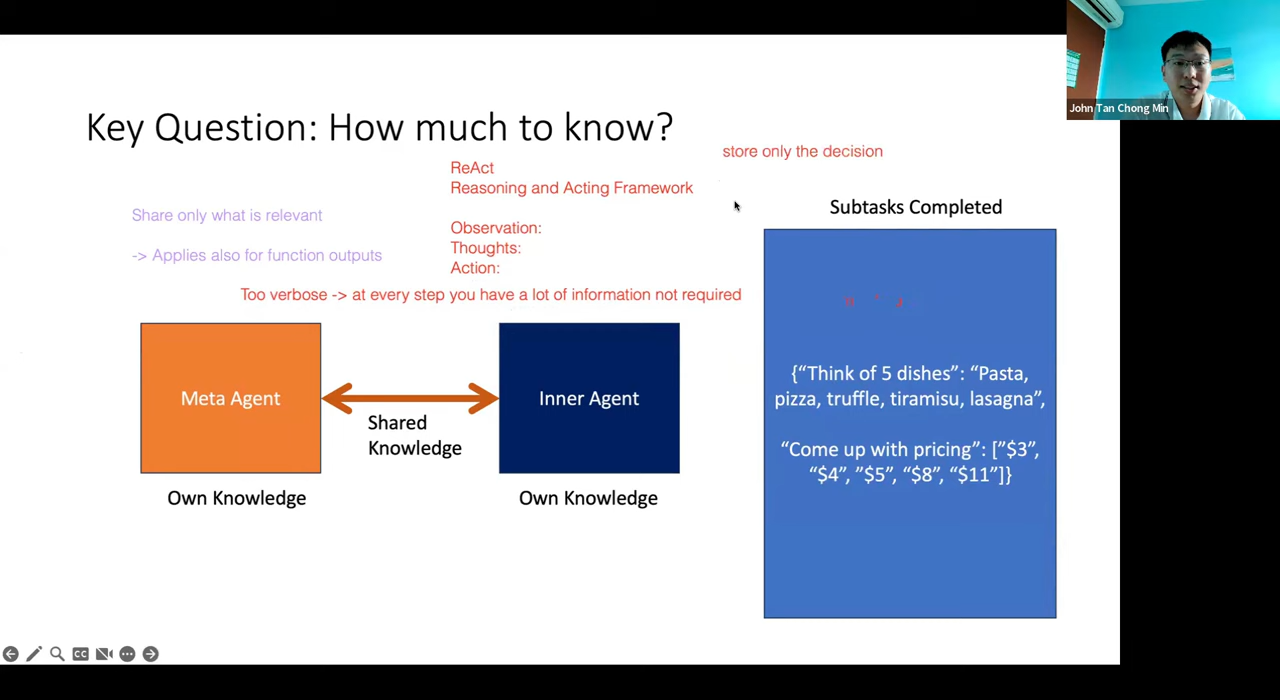 John Tan Chong Min
Key Question: How much to know?
store only the decision
ReAct
Reasoning and Acting Framework
Share only what is relevant
-> Applies also for function outputs
Observation:
Thoughts:
Action:
Too verbose -> at every step you have a lot of information not required
Subtasks Completed
Meta Agent
Inner Agent
Shared
Knowledge
Own Knowledge
Own Knowledge
{“Think of 5 dishes”: “Pasta,
pizza, truffle, tiramisu, lasagna”,
“Come up with pricing”: [”$3”,
“$4”, ”$5”, “$8”, “$11”]}
CC